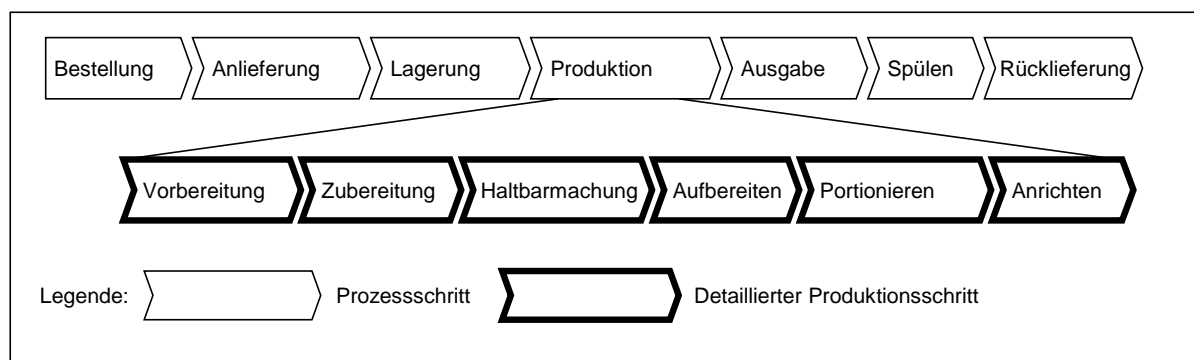 Bestellung Anlieferung Lagerung Produktion Ausgabe Spülen Rücklieferung
Vorbereitung Zubereitung Haltbarmachung Aufbereiten Portionieren Anrichten
Legende: Prozessschritt Detaillierter Produktionsschritt